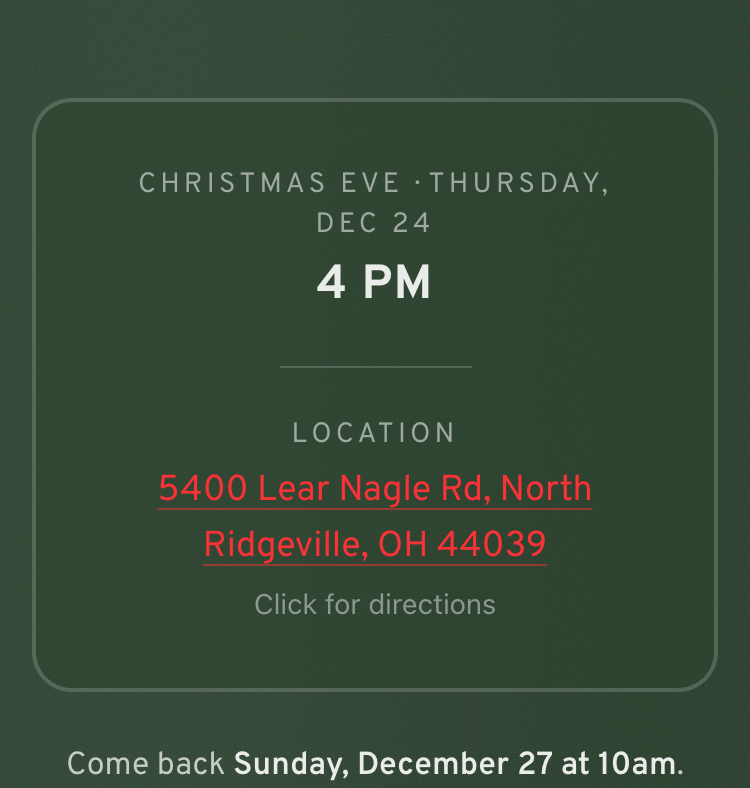 CHRISTMAS EVE · THURSDAY,
DEC 24
4 PM
LOCATION
5400 Lear Nagle Rd, North
Ridgeville, OH 44039
Click for directions
Come back Sunday, December 27 at 10am.